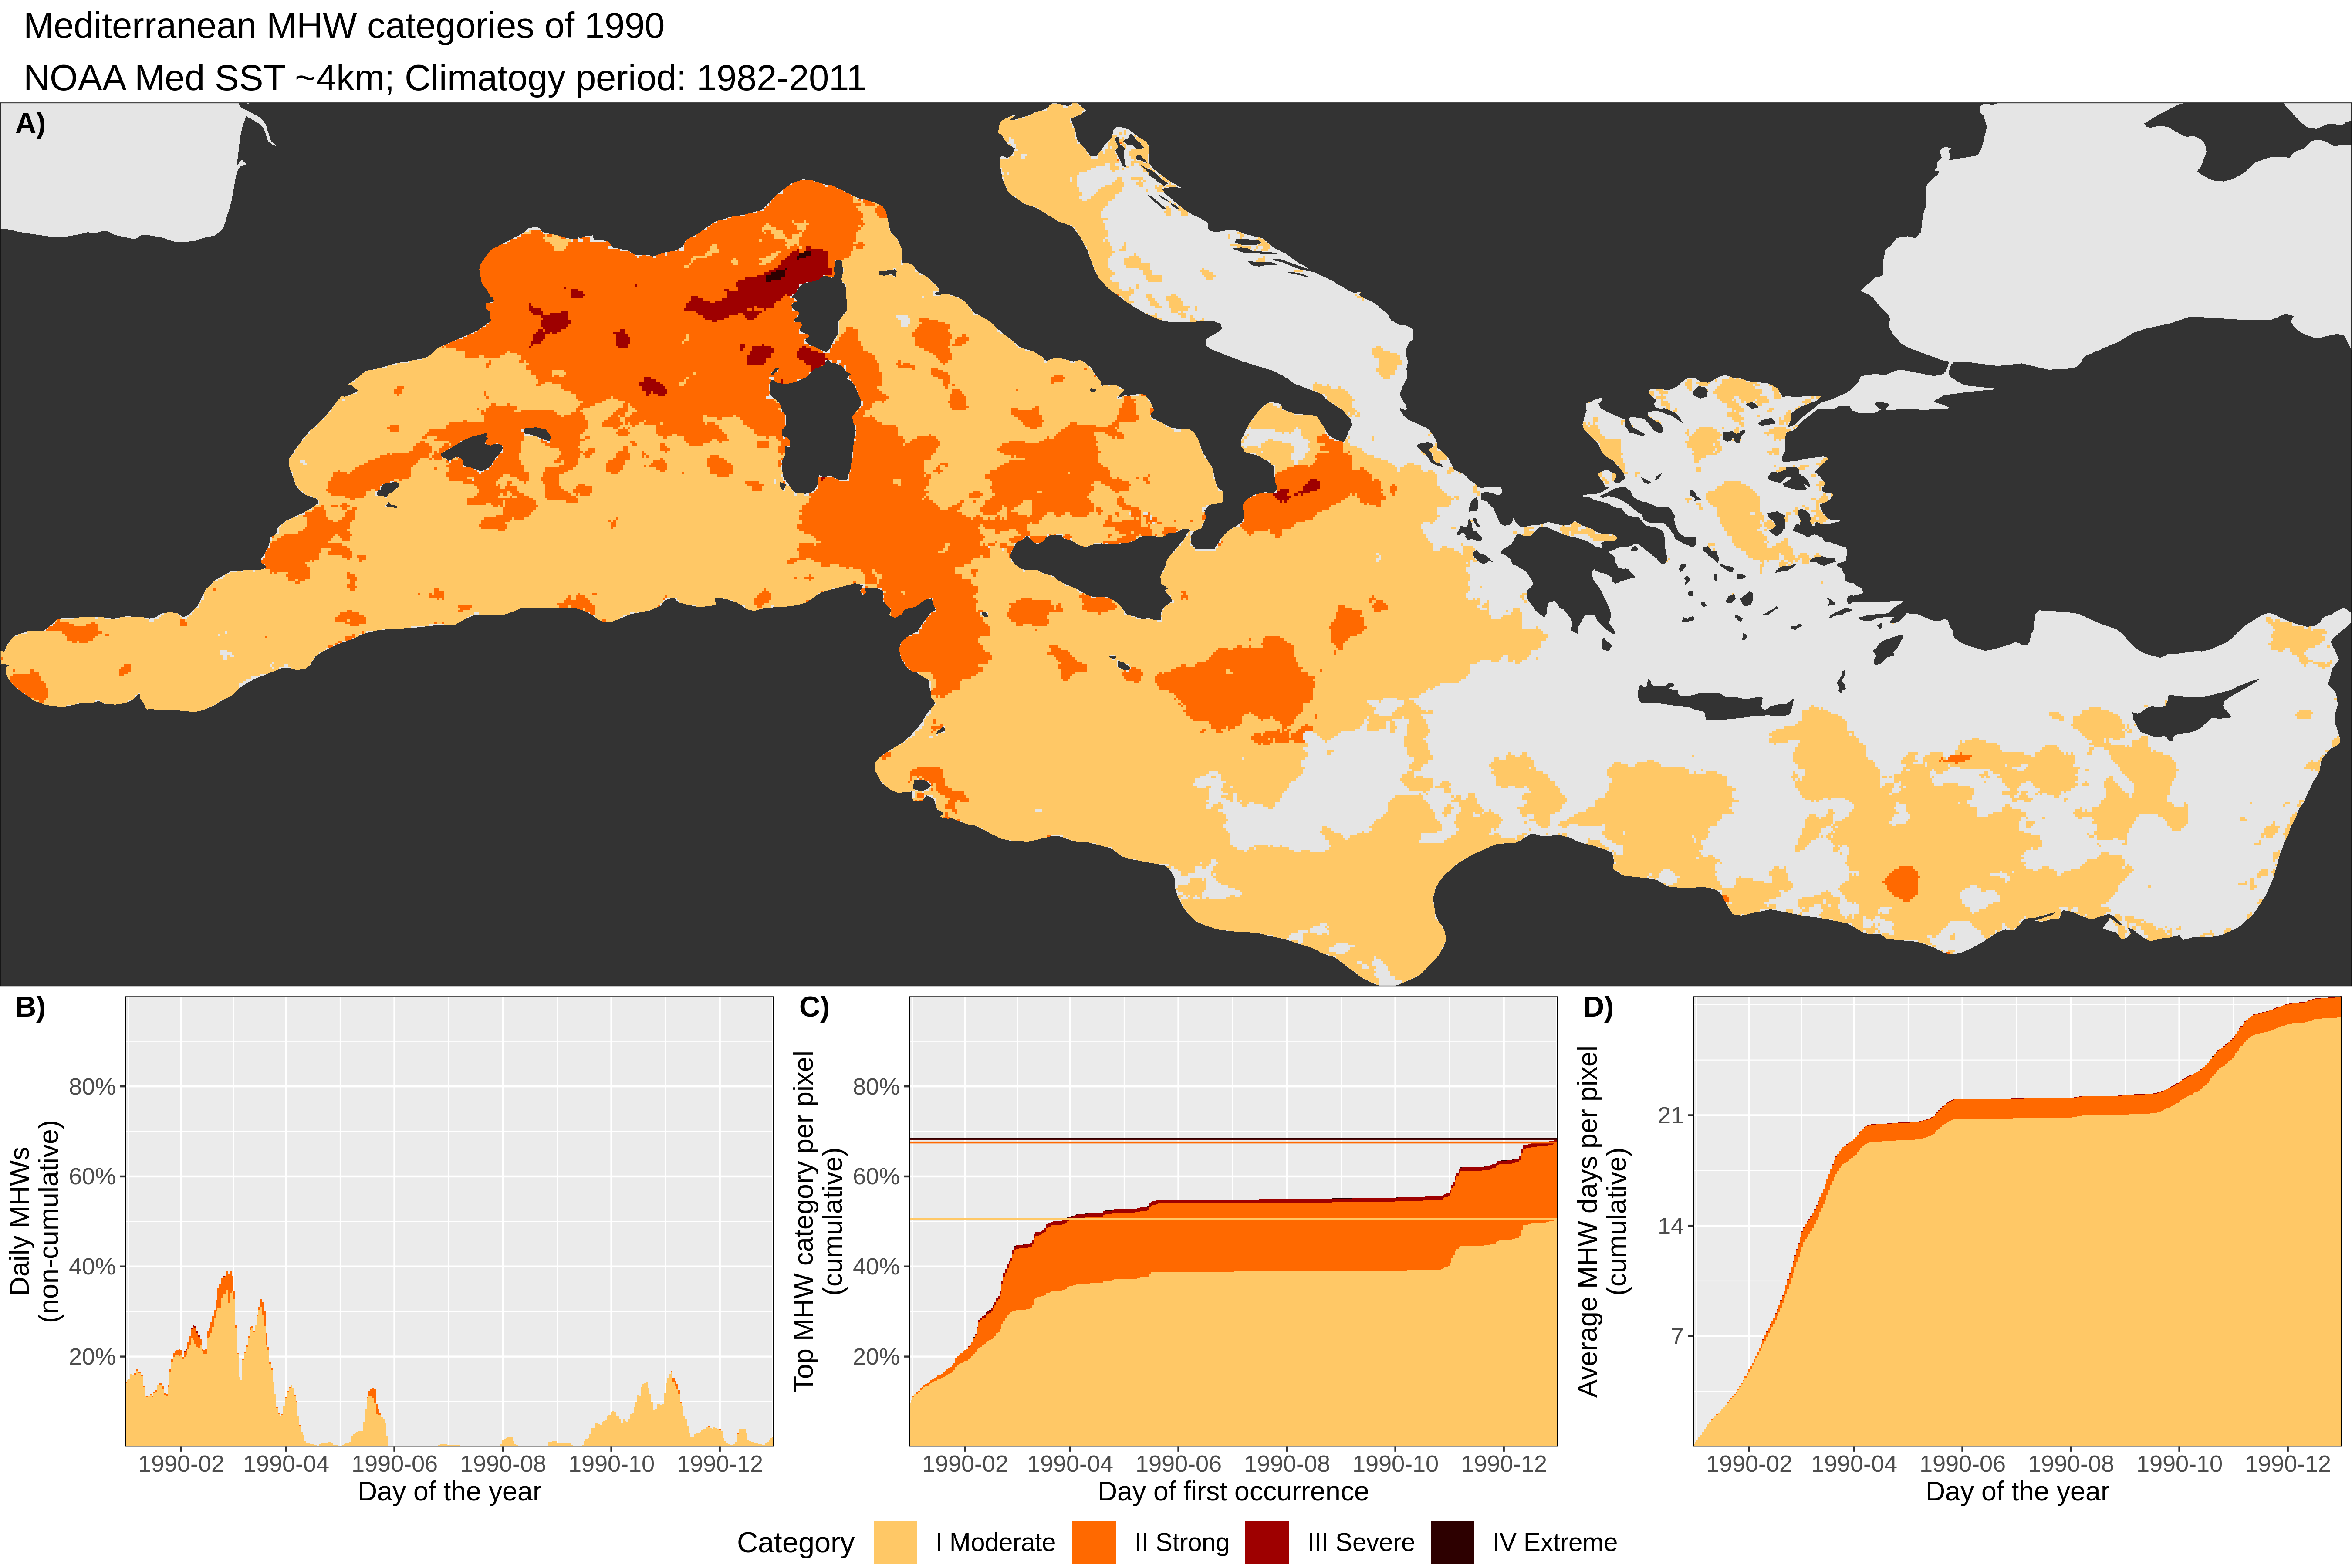 Mediterranean MHW categories of 1990
NOAA Med SST ~4km; Climatogy period: 1982-2011
A)
B)
Daily MHWs
(non-cumulative)
80%
60%
40%
20%
1990-02 1990-04 1990-06 1990-08 1990-10 1990-12
Day of the year
C)
Top MHW category per pixel
(cumulative)
80%
60%
40%
20%
1990-02 1990-04 1990-06 1990-08 1990-10 1990-12
Day of first occurrence
D)
Average MHW days per pixel
(cumulative)
21
14
7
1990-02 1990-04 1990-06 1990-08 1990-10 1990-12
Day of the year
Category I Moderate II Strong III Severe IV Extreme